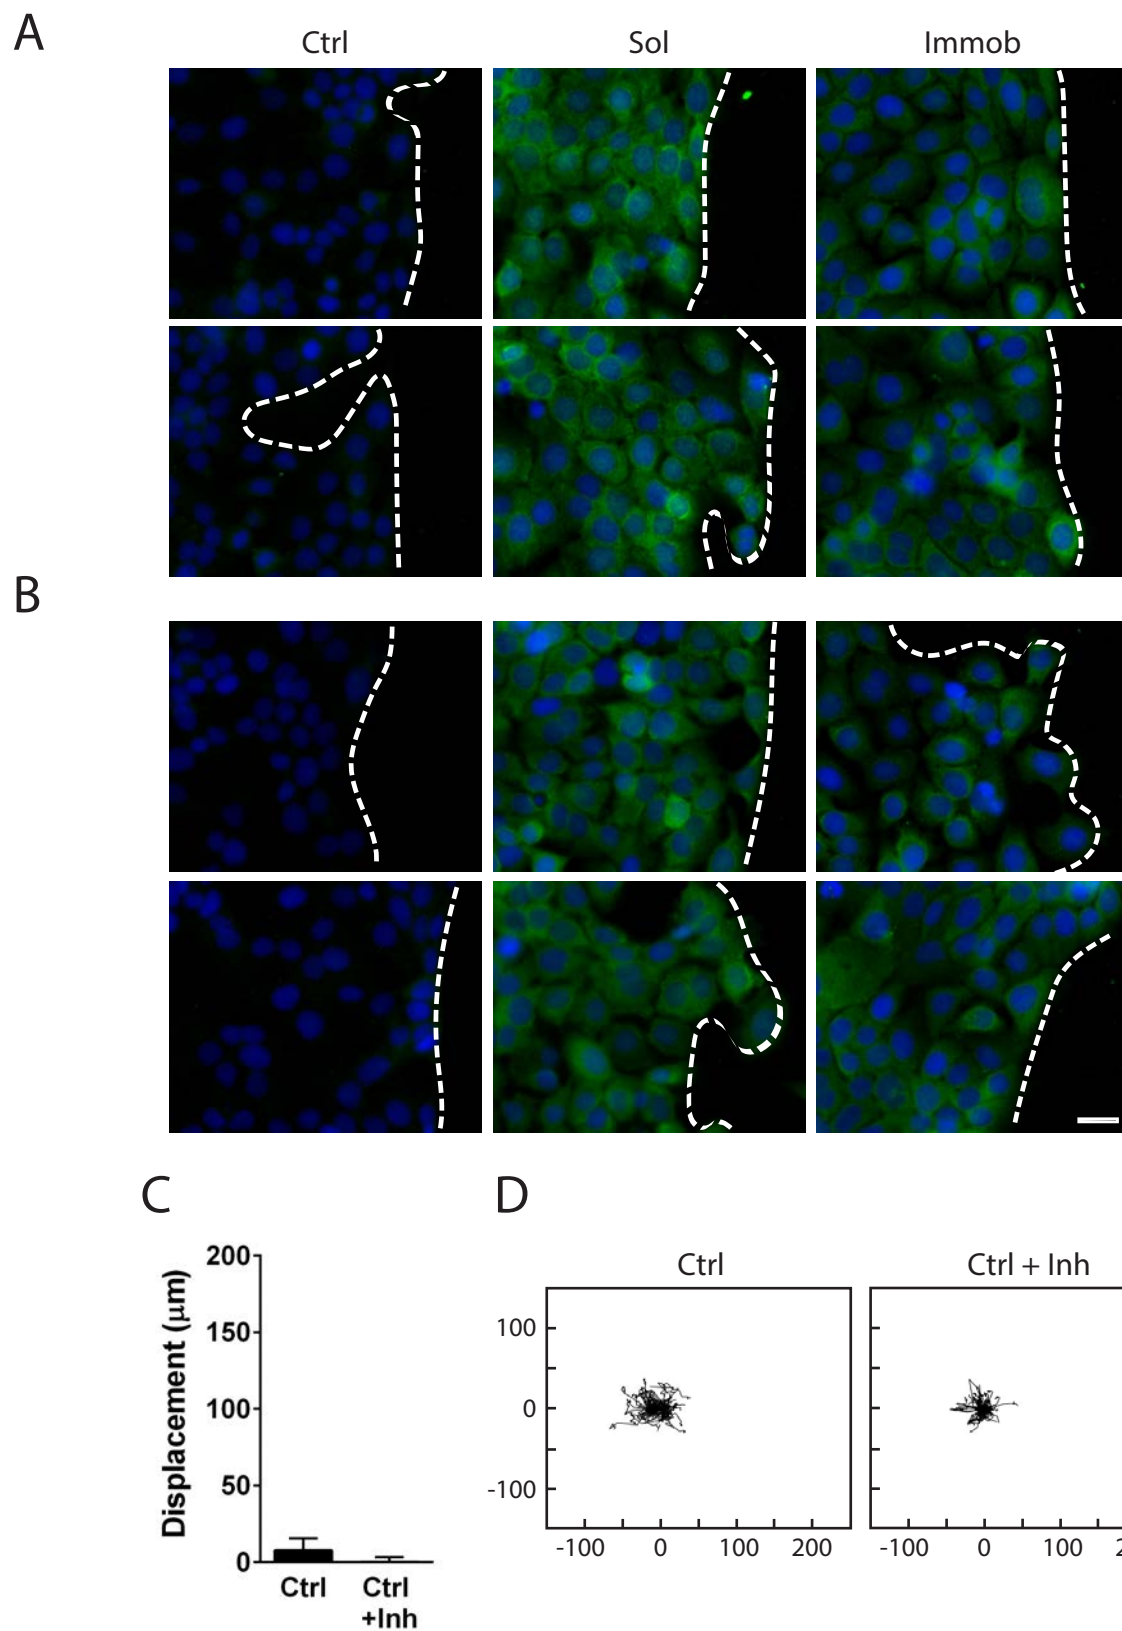 A
Ctrl Sol Immob
B
C D
Ctrl Ctrl + Inh
Displacement (μm)
200
150
100
50
0
Ctrl Ctrl
+Inh
100
0
-100
-100 0 100 200
-100 0 100